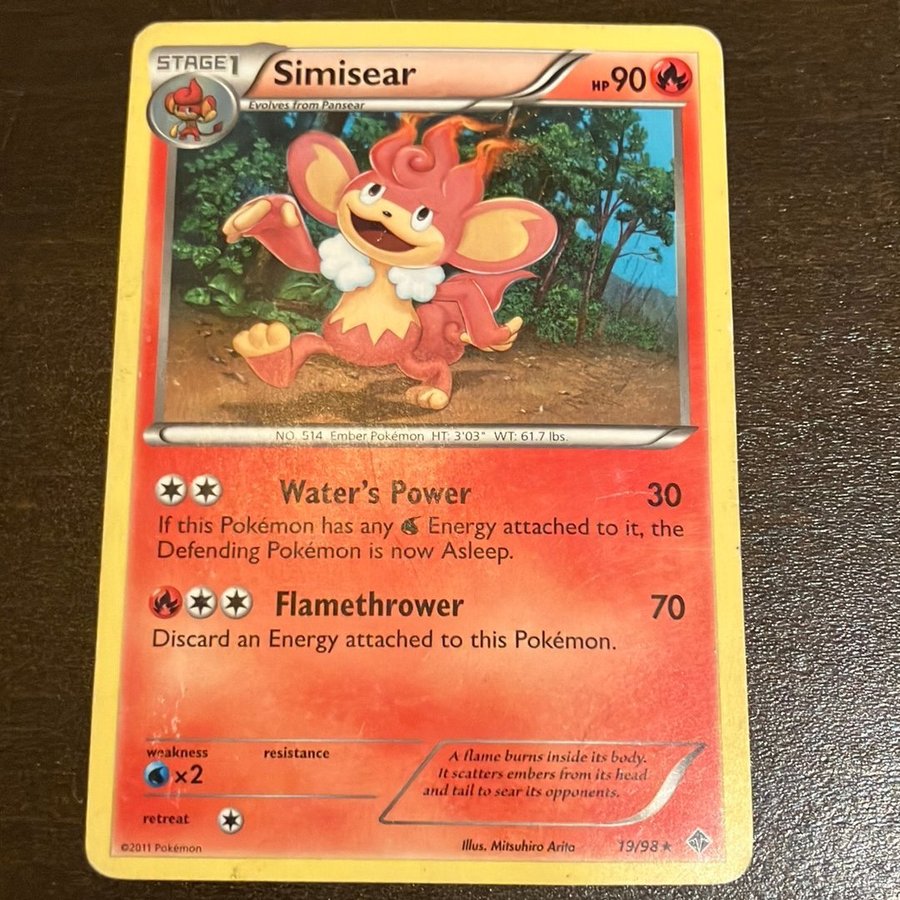 STAGE1
Simisear
HP 90
Evolves from Pansear
NO. 514 Ember Pokémon HT: 3'03" WT: 61.7 lbs.
Water's Power 30
If this Pokémon has any Energy attached to it, the
Defending Pokémon is now Asleep.
Flamethrower 70
Discard an Energy attached to this Pokémon.
weakness resistance
×2
A flame burns inside its body.
It scatters embers from its head
and tail to sear its opponents.
retreat
©2011 Pokémon
Illus. Mitsuhiro Arita
19/98★